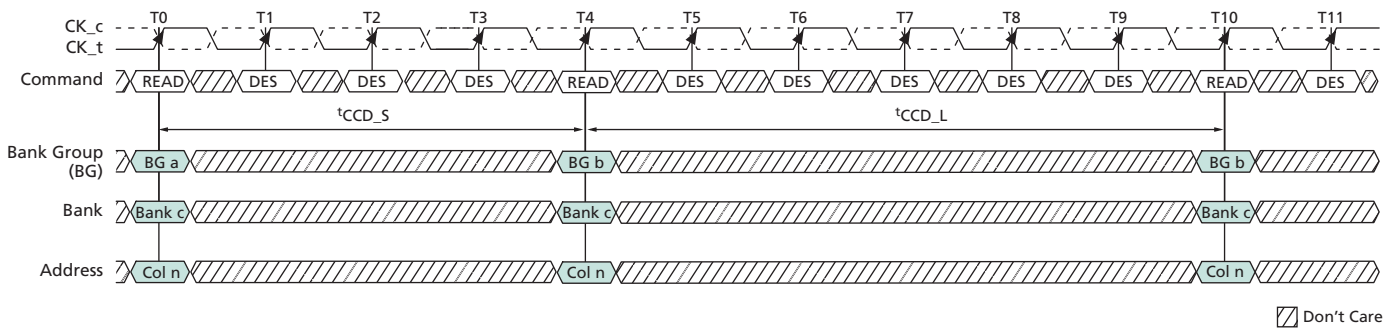 T0 T1 T2 T3 T4 T5 T6 T7 T8 T9 T10 T11
CK_c
CK_t
Command READ DES DES DES READ DES DES DES DES DES READ DES
tCCD_S tCCD_L
Bank Group
(BG)
BG a BG b BG b
Bank Bank c Bank c Bank c
Address Col n Col n Col n
Don't Care